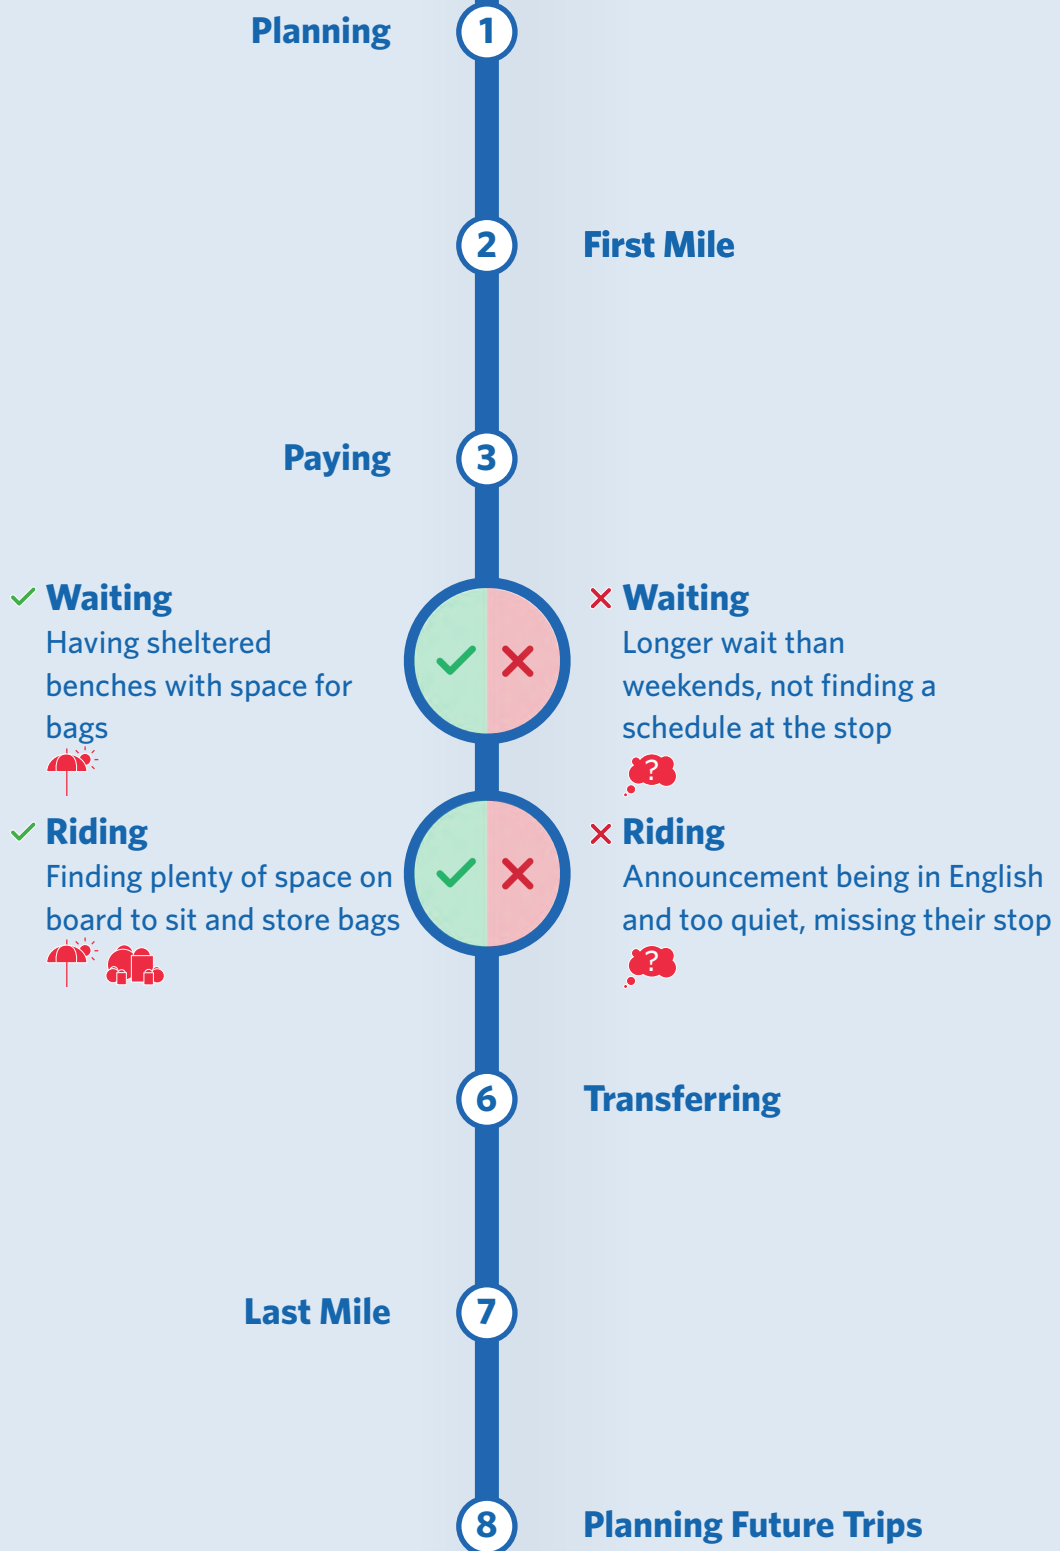 Planning
1
2
First Mile
Paying
3
Waiting
Having sheltered
benches with space for
bags
Waiting
Longer wait than
weekends, not finding a
schedule at the stop
?
Riding
Finding plenty of space on
board to sit and store bags
Riding
Announcement being in English
and too quiet, missing their stop
?
6
Transferring
Last Mile
7
8
Planning Future Trips